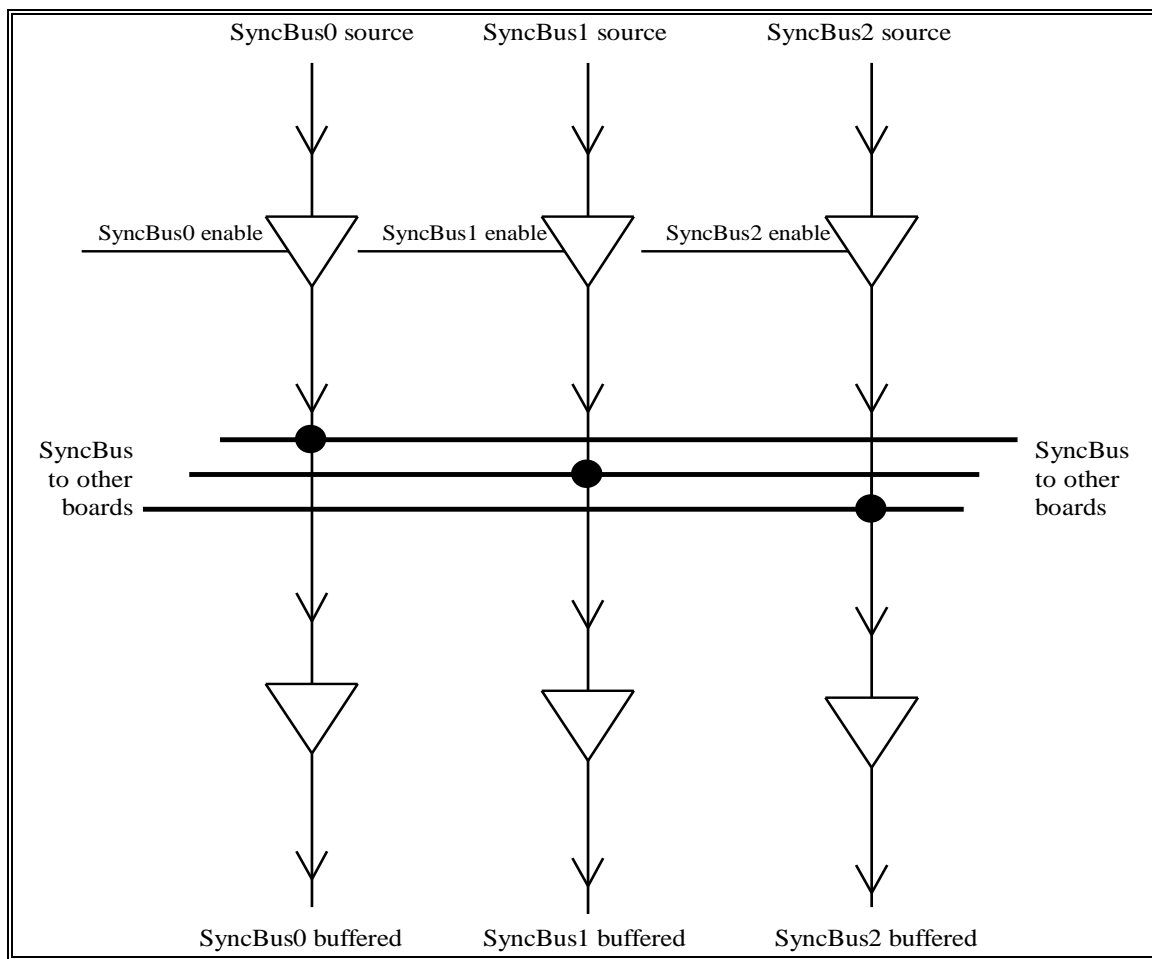 SyncBus0 source
SyncBus1 source
SyncBus2 source
SyncBus0 enable
SyncBus1 enable
SyncBus2 enable
SyncBus
to other
boards
SyncBus
to other
boards
SyncBus0 buffered
SyncBus1 buffered
SyncBus2 buffered